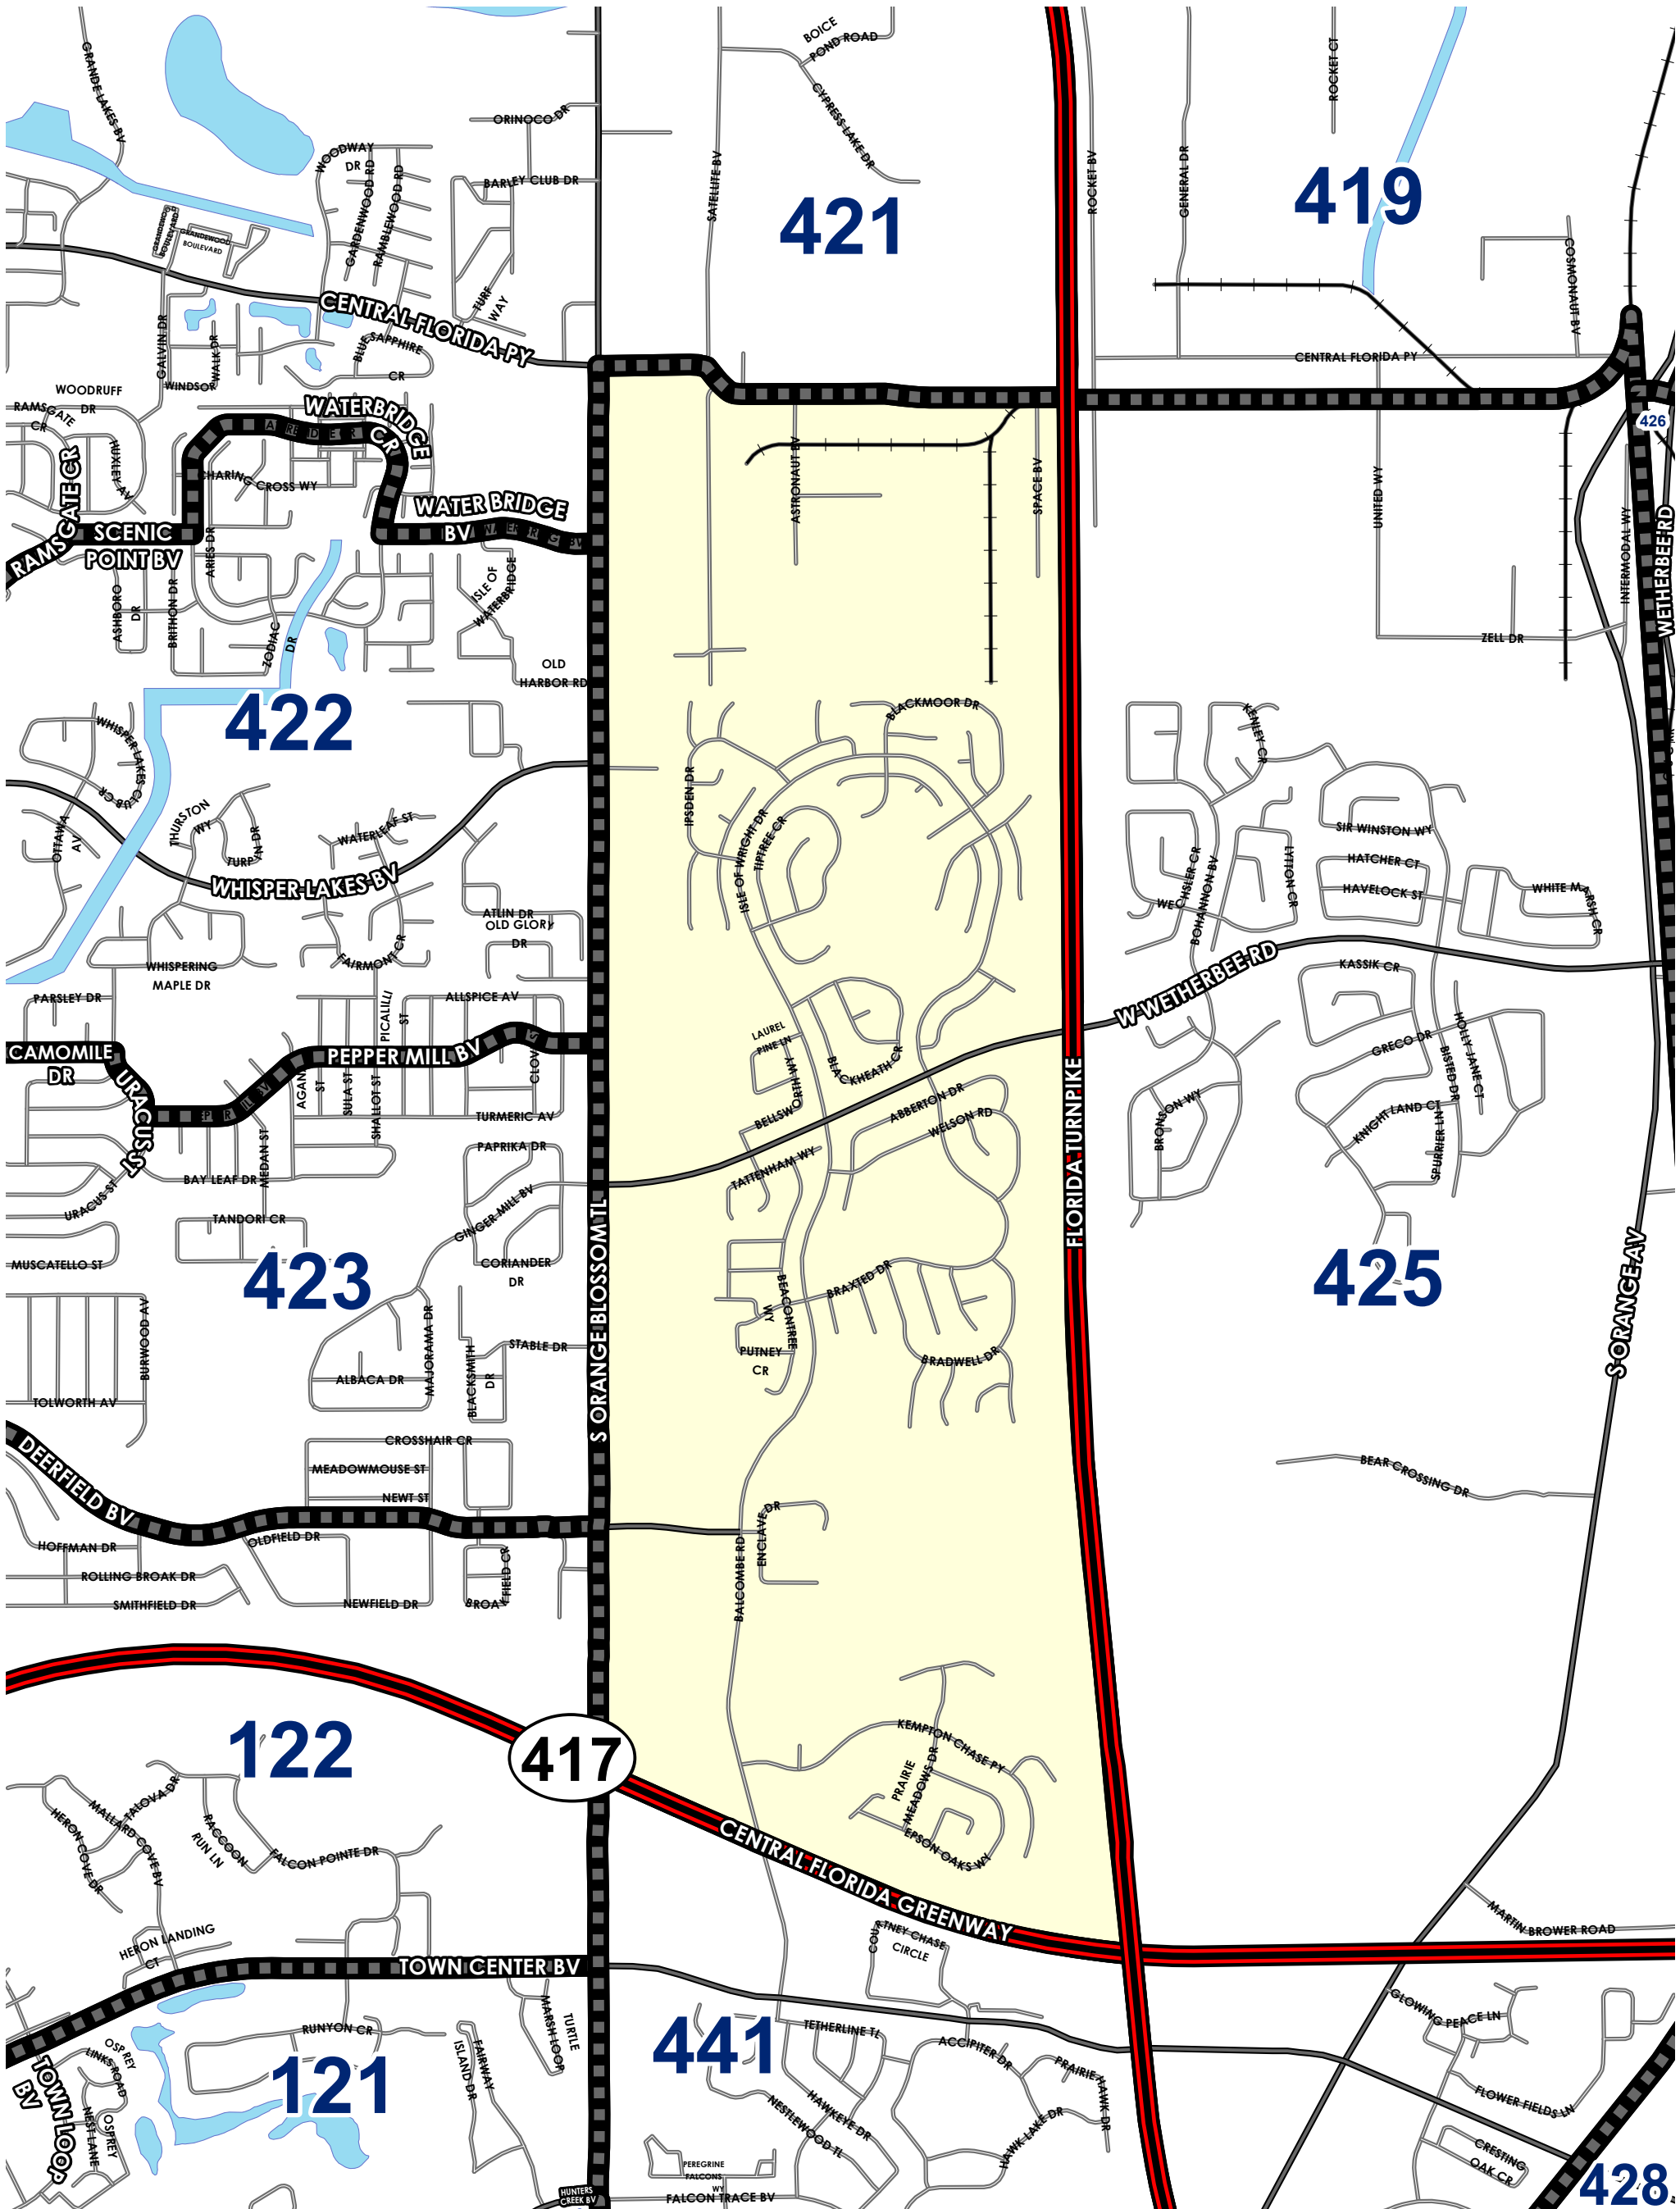 GRANDE LAKES BV
BOICE
POND ROAD
CYPRESS LAKE DR
ORINOCO DR
WOODWAY
DR
GARDENWOOD RD
RAMBLEWOOD RD
BARLEY CLUB DR
SATELLITE BV
ROCKET BV
GENERAL DR
ROCKET CT
419
421
GRANDEWOOD
BOULEVARD
GRANDEWOOD
BOULEVARD
COSMONAUT BV
TURF
WAY
CENTRAL FLORIDA PY
CENTRAL FLORIDA PY
GALVIN DR
WALK DR
WINDSOR
BLUE
SAPPHIRE
CR
WOODRUFF
DR
RAMSGATE
CR
HUXLEY AV
WATERBRIDGE
CR
CHARING CROSS WY
426
ASTRONAUT BV
SPACE BV
UNITED WY
INTERMODAL WY
WETHERBEE RD
RAMSGATE CR
SCENIC
POINT BV
WATER BRIDGE
BV
ARIES DR
ISLE OF
WATERBRIDGE
ASHBORO
DR
BRITHON DR
ZODIAC
DR
ZELL DR
OLD
HARBOR RD
422
WHISPER LAKES
CLUB CR
BLACKMOOR DR
KENLEY CR
IPSDEN DR
ISLE OF WRIGHT DR
TIPTREE CR
OTTAWA
AV
THURSTON
WY
TURPYN DR
WATERLEAF ST
WHISPER LAKES BV
SIR WINSTON WY
HATCHER CT
HAVELOCK ST
LYTTON CR
WECHSLER CR
BOHANNON BV
WHITE MARSH CR
ATLIN DR
OLD GLORY
DR
FAIRMONT CR
WHISPERING
MAPLE DR
W WETHERBEE RD
KASSIK CR
PARSLEY DR
PICALILLI
ST
ALLSPICE AV
LAUREL
PINE LN
BLACKHEATH CR
BELLSWORTH WY
GRECO DR
HOLLY JANE CT
BISTED DR
CAMOMILE
DR
URACUS ST
PEPPER MILL BV
CLOV
AGAN
ST
SULA ST
SHALLOT ST
TURMERIC AV
ABBERTON DR
WELSON RD
BRONSON WY
KNIGHT LAND CT
SPURRIER LN
PAPRIKA DR
MEDAN ST
BAY LEAF DR
TATTENHAM WY
URACUS ST
GINGER MILL BV
TANDORI CR
S ORANGE BLOSSOM TL
FLORIDA TURNPIKE
S ORANGE AV
MUSCATELLO ST
423
425
CORIANDER
DR
BRAXTED DR
BEACONTREE
WY
BURWOOD AV
MAJORAMA DR
BLACKSMITH
DR
STABLE DR
PUTNEY
CR
BRADWELL DR
ALBACA DR
TOLWORTH AV
CROSSHAIR CR
MEADOWMOUSE ST
NEWT ST
BEAR CROSSING DR
DEERFIELD BV
HOFFMAN DR
OLDFIELD DR
ENCLAVE DR
BALCOMBE RD
ROLLING BROAK DR
SMITHFIELD DR
NEWFIELD DR
BROAKFIELD CR
122
417
KEMPTON CHASE PY
PRAIRIE
MEADOWS DR
EPSON OAKS WY
CENTRAL FLORIDA GREENWAY
TALOVA DR
MALLARD COVE BV
HERON COVE DR
RACCOON
RUN LN
FALCON POINTE DR
HERON LANDING
CT
COURTNEY CHASE
CIRCLE
MARTIN BROWER ROAD
TOWN CENTER BV
RUNYON CR
TURTLE
MARSH LOOP
FAIRWAY
ISLAND DR
441
TETHERLINE TL
ACCIPITER DR
PRAIRIE HAWK DR
GLOWING PEACE LN
FLOWER FIELDS LN
OSPREY
LINKS ROAD
TOWN LOOP
BV
OSPREY
NEST LANE
121
HAWKEYE DR
NESTLEWOOD TL
HAWK LAKE DR
CRESTING
OAK CR
428
PEREGRINE
FALCONS
WY
FALCON TRACE BV
HUNTERS
CREEK BV